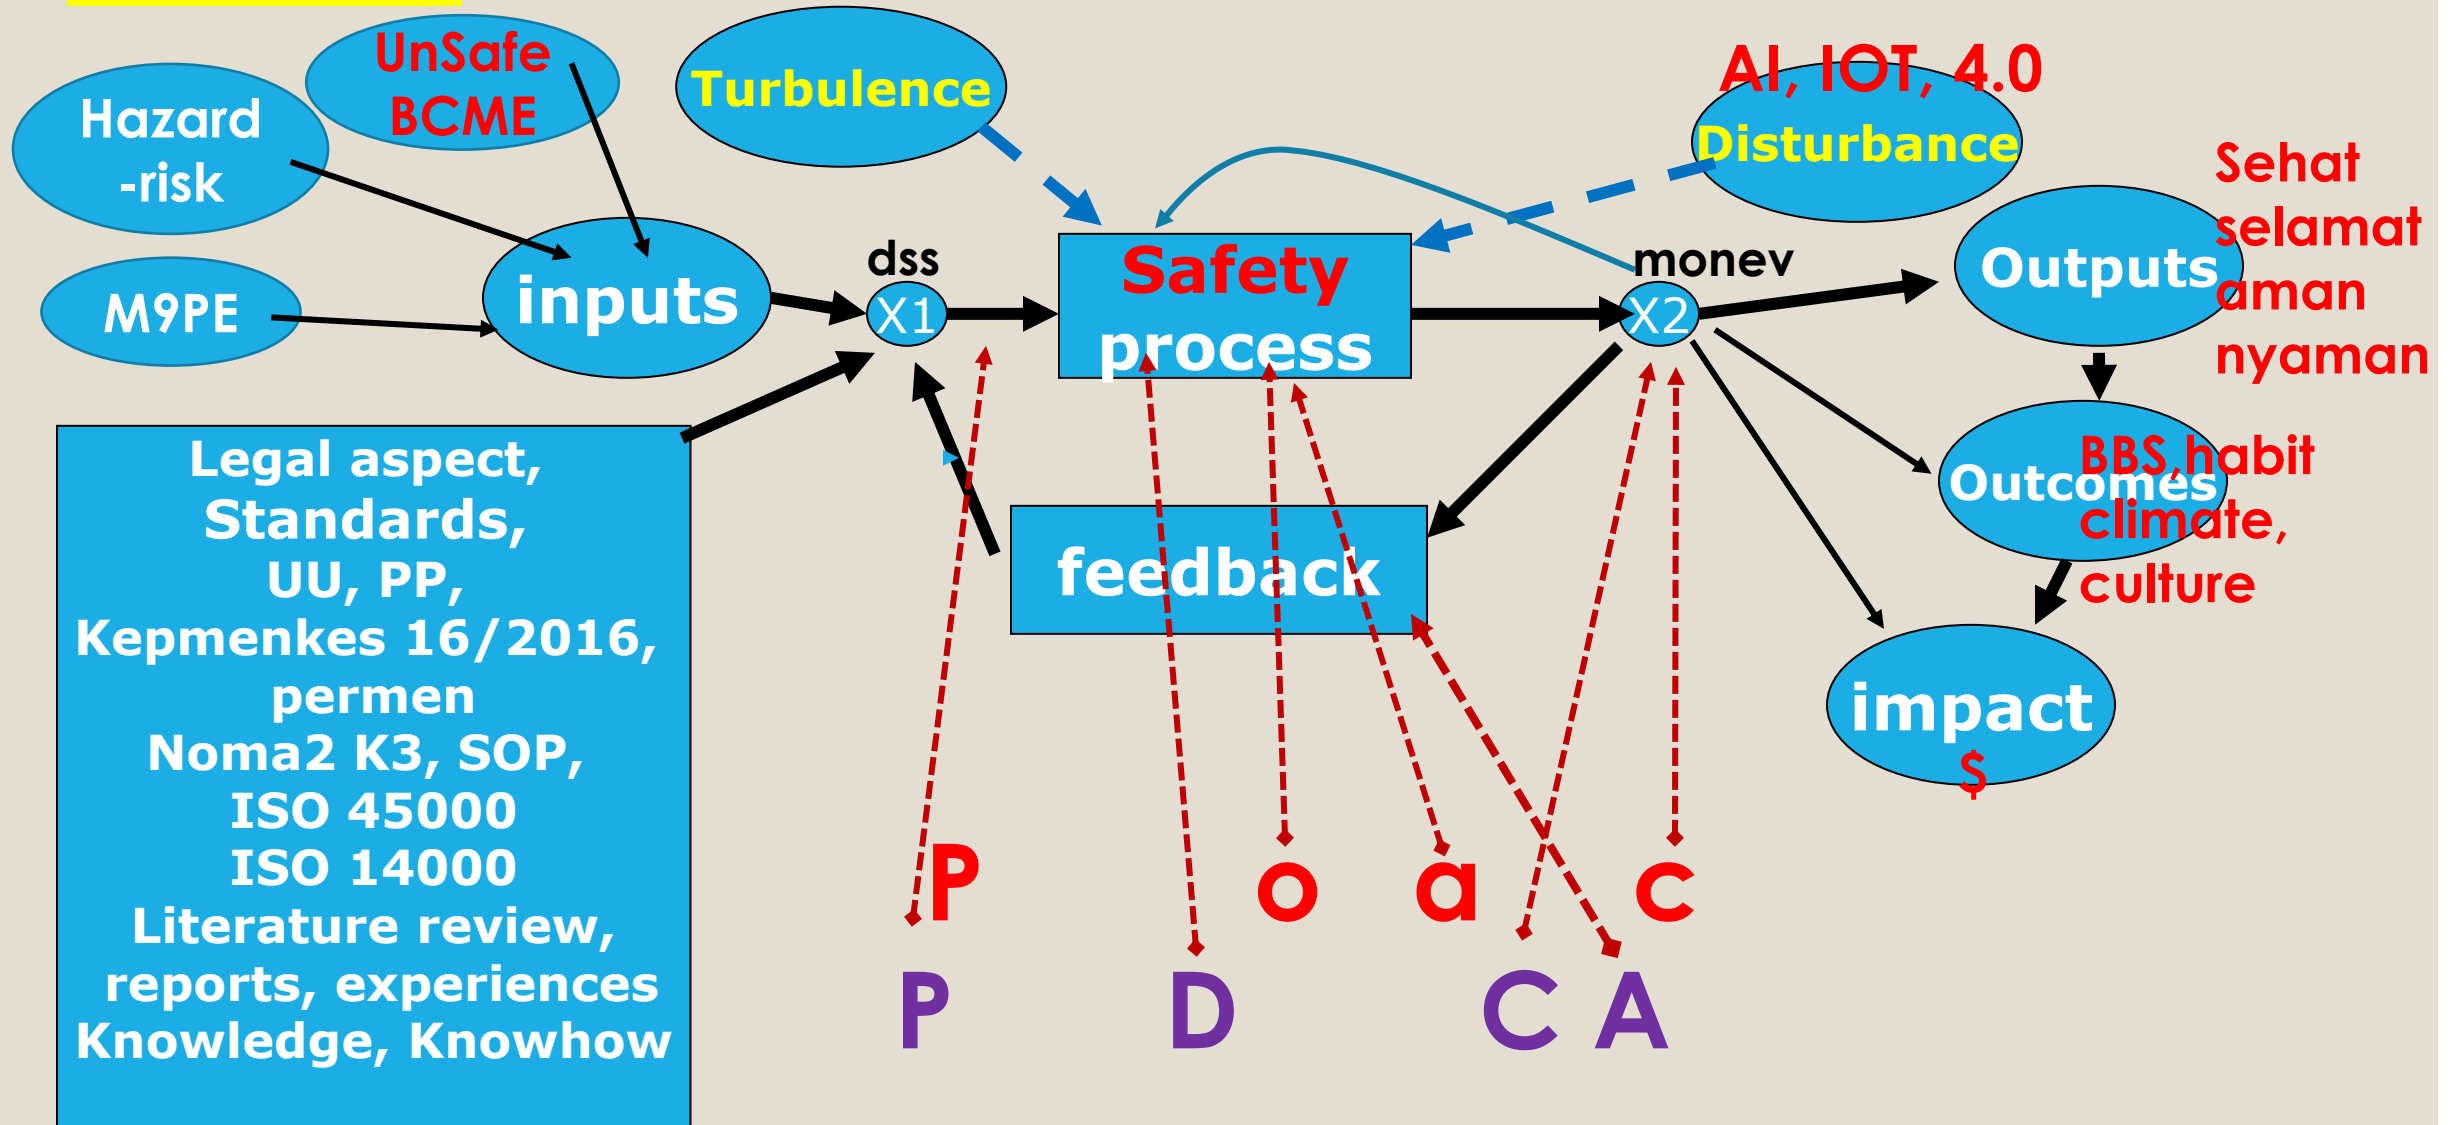 UnSafe
BCME
Hazard
-risk
M9PE
inputs
Turbulence
AI, IOT, 4.0
Disturbance
dss
X1
Safety
process
monev
X2
Outputs
Sehat
selamat
aman
nyaman
Outcomes
BBS,habit
climate,
culture
impact
$
feedback
Legal aspect,
Standards,
UU, PP,
Kepmenkes 16/2016,
permen
Noma2 K3, SOP,
ISO 45000
ISO 14000
Literature review,
reports, experiences
Knowledge, Knowhow
P o a c
P D C A